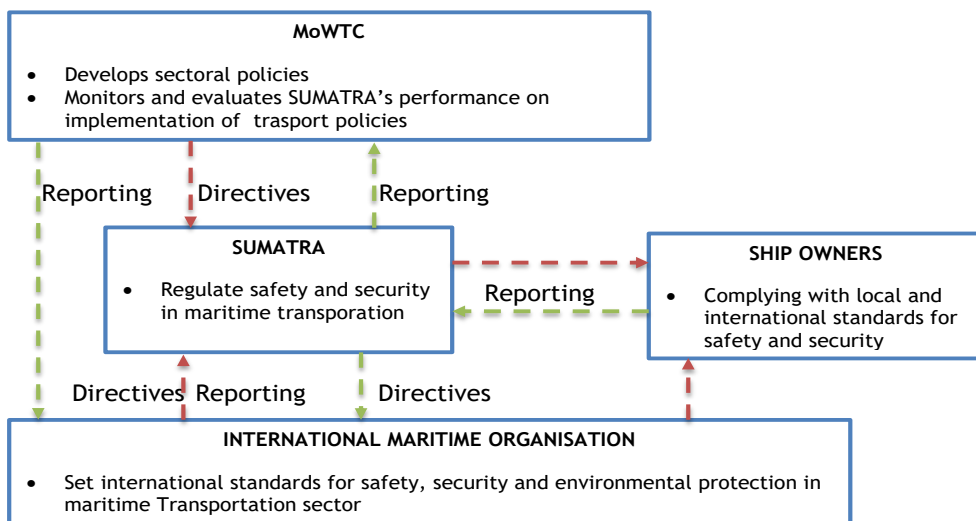 MoWTC
• Develops sectoral policies
• Monitors and evaluates SUMATRA’s performance on
implementation of trasport policies
Reporting
Directives
Reporting
SUMATRA
• Regulate safety and security
in maritime transporation
Reporting
SHIP OWNERS
• Complying with local and
international standards for
safety and security
Directives
Reporting
Directives
INTERNATIONAL MARITIME ORGANISATION
• Set international standards for safety, security and environmental protection in
maritime Transportation sector